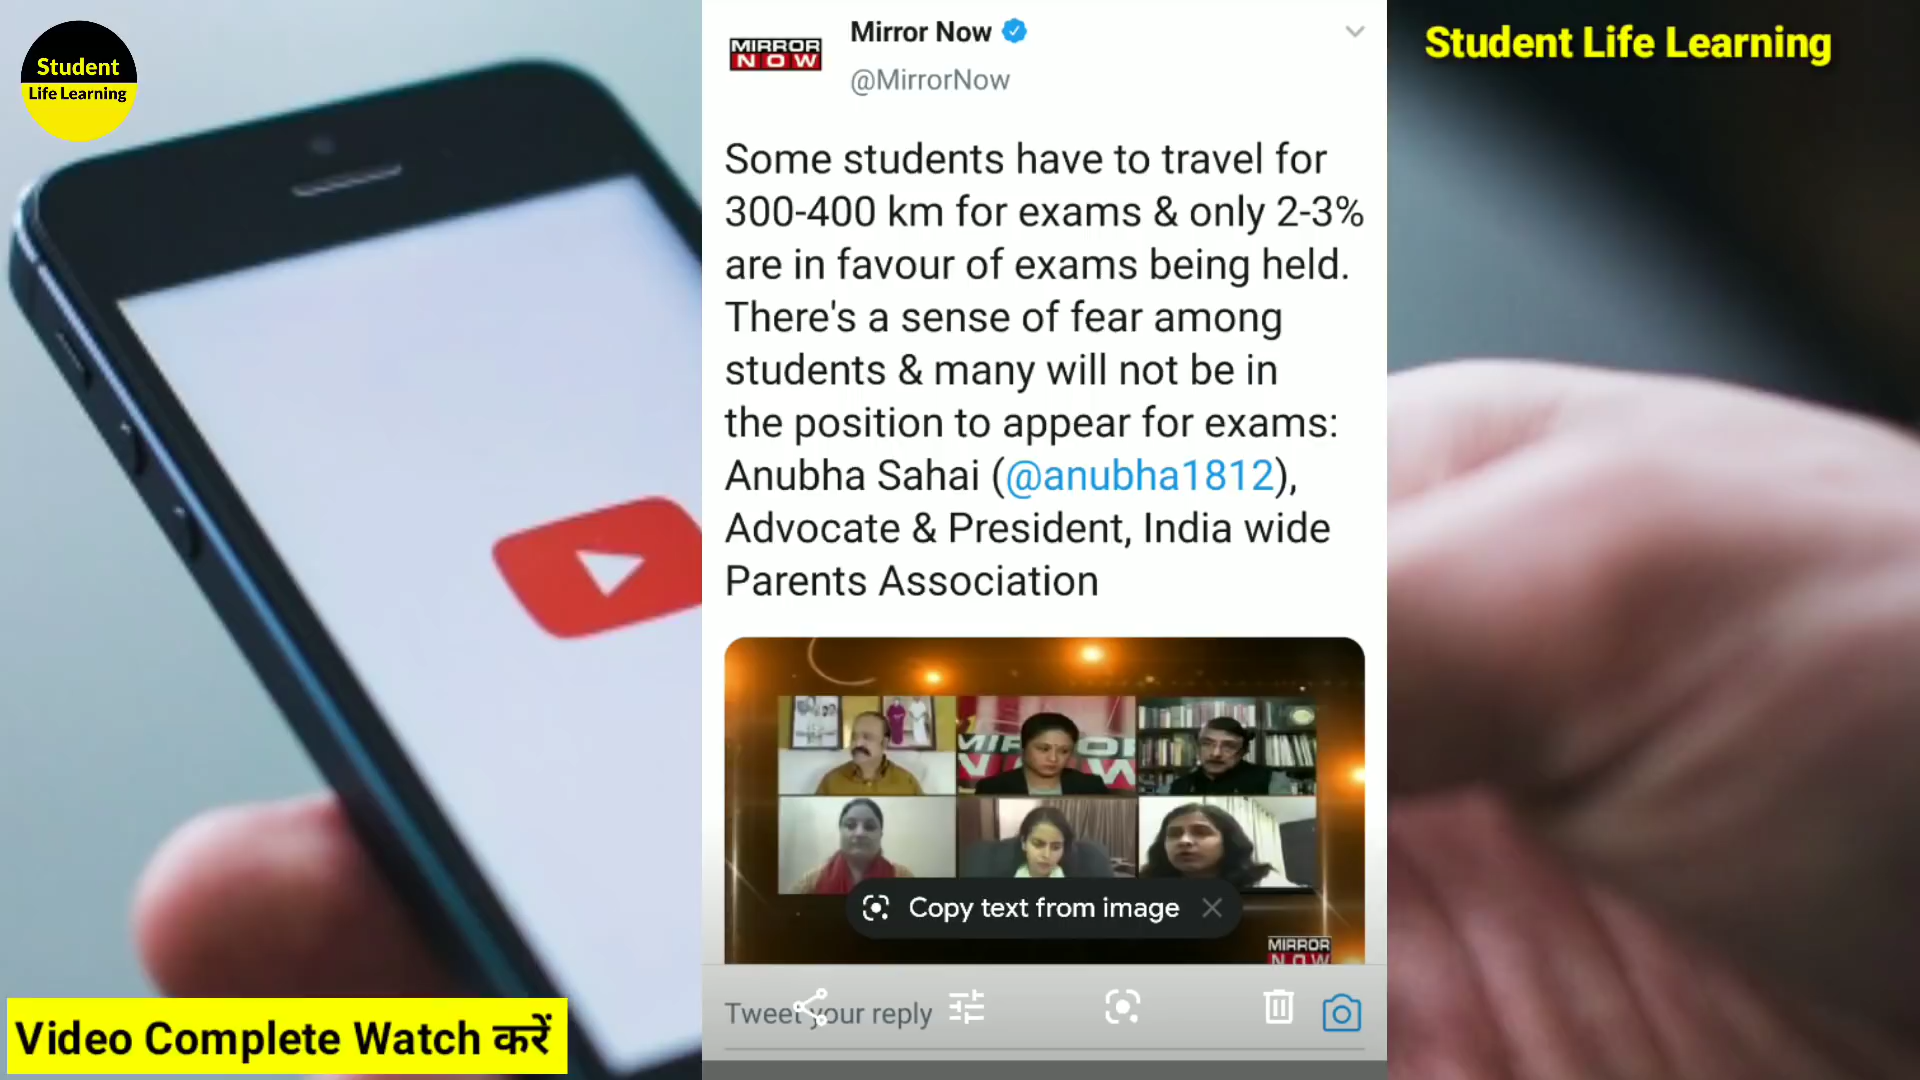 Student
Life Learning
MIRROR
NOW
Mirror Now
@MirrorNow
Student Life Learning
Some students have to travel for
300-400 km for exams & only 2-3%
are in favour of exams being held.
There's a sense of fear among
students & many will not be in
the position to appear for exams:
Anubha Sahai (@anubha1812),
Advocate & President, India wide
Parents Association
Copy text from image
MIRROR
NOW
Tweet your reply
Video Complete Watch करें